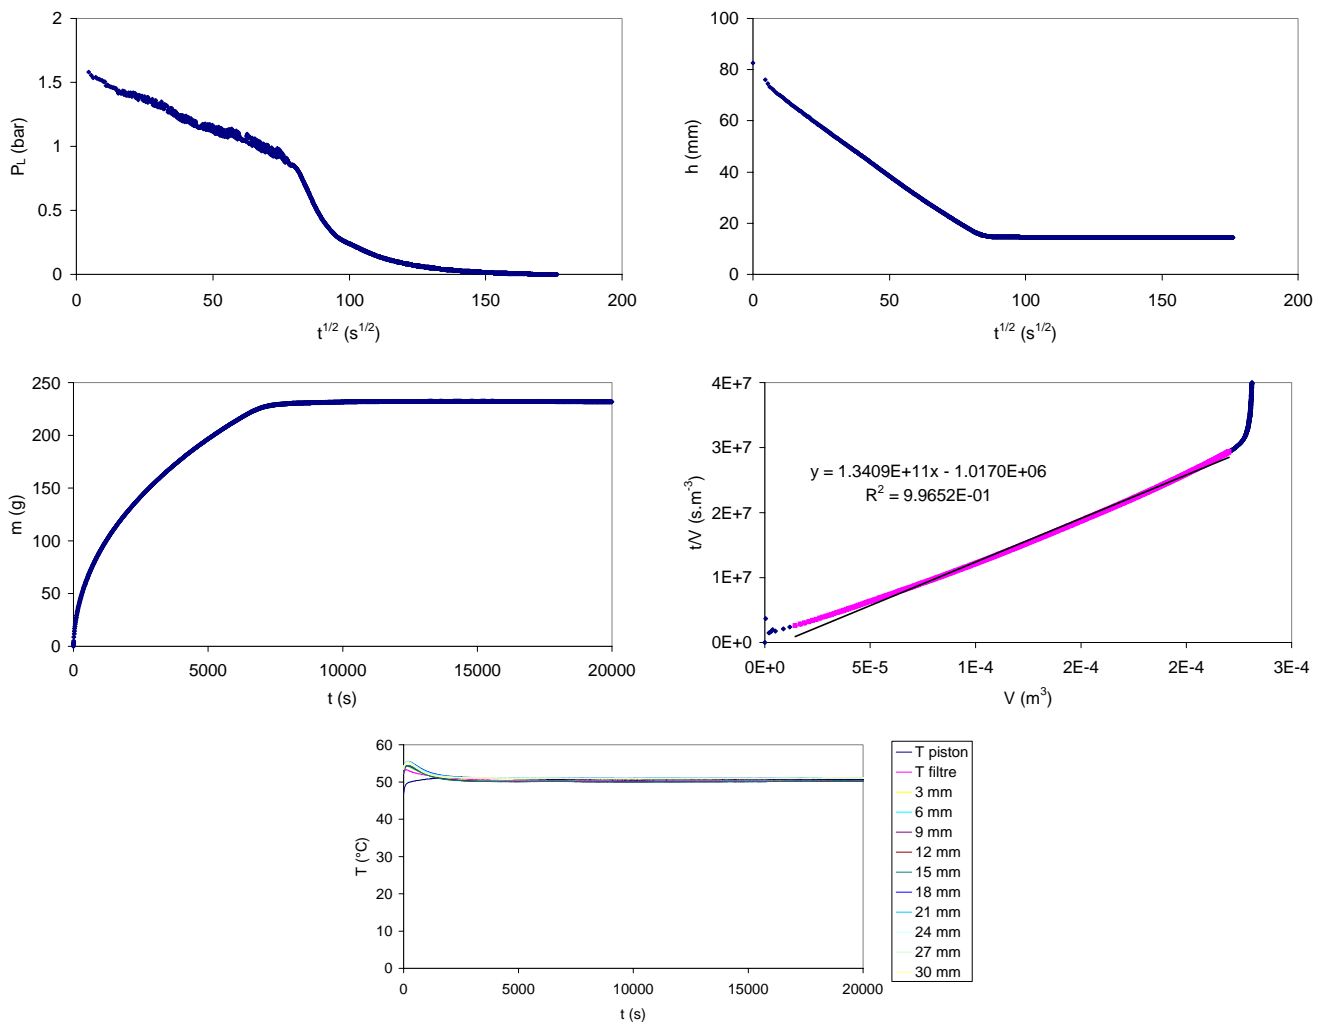 2
1.5
1
0.5
0
P_L (bar)
0 50 100 150 200
t^1/2 (s^1/2)
100
80
60
40
20
0
h (mm)
0 50 100 150 200
t^1/2 (s^1/2)
250
200
150
100
50
0
m (g)
0 5000 10000 15000 20000
t (s)
4E+7
3E+7
2E+7
1E+7
0E+0
t/V (s.m^-3)
y = 1.3409E+11x - 1.0170E+06
R^2 = 9.9652E-01
0E+0 5E-5 1E-4 2E-4 2E-4 3E-4
V (m^3)
60
50
40
30
20
10
0
T (°C)
0 5000 10000 15000 20000
t (s)
T piston
T filtre
3 mm
6 mm
9 mm
12 mm
15 mm
18 mm
21 mm
24 mm
27 mm
30 mm